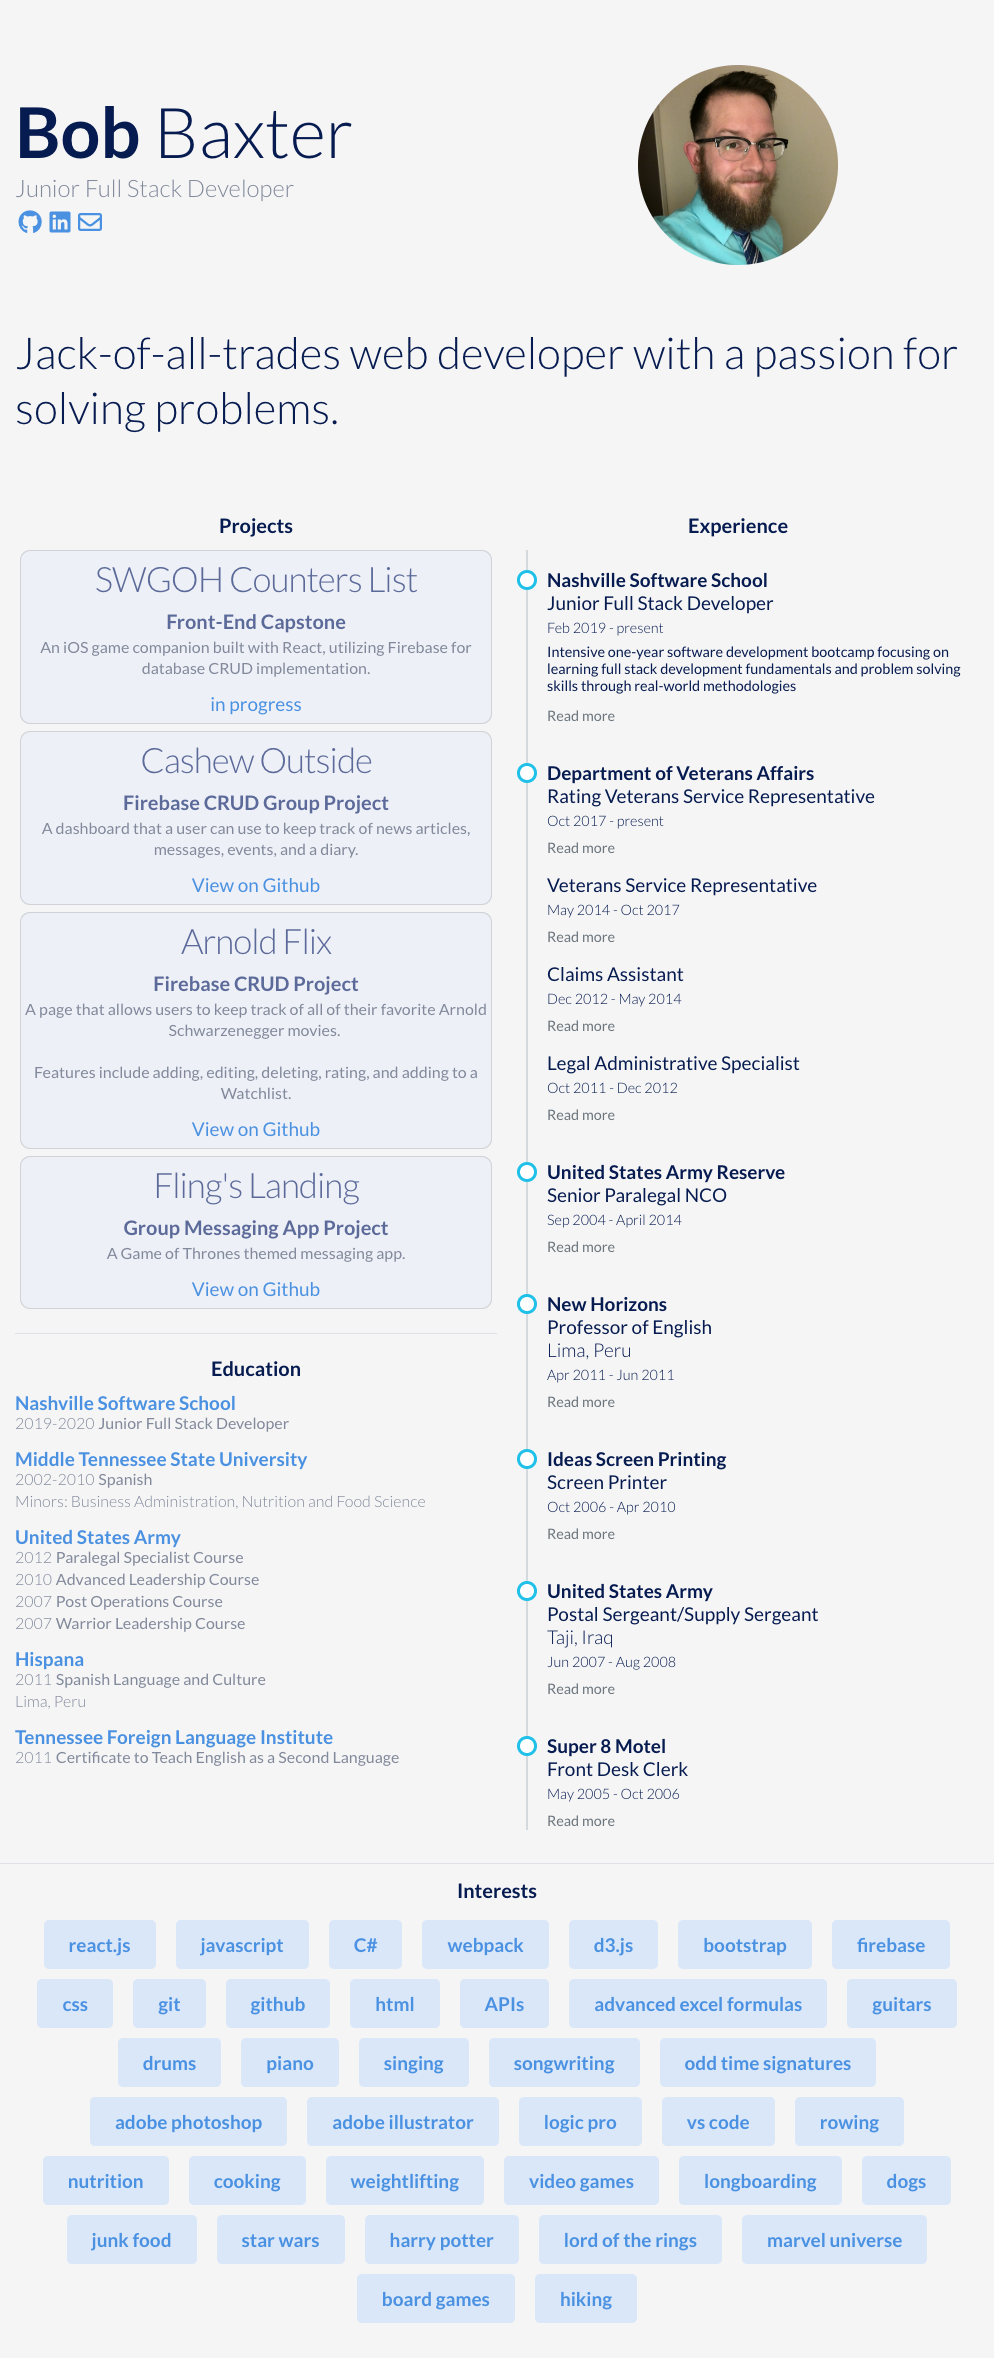 Bob Baxter
Junior Full Stack Developer
Jack-of-all-trades web developer with a passion for
solving problems.
Projects
SWGOH Counters List
Front-End Capstone
An iOS game companion built with React, utilizing Firebase for
database CRUD implementation.
in progress
Cashew Outside
Firebase CRUD Group Project
A dashboard that a user can use to keep track of news articles,
messages, events, and a diary.
View on Github
Arnold Flix
Firebase CRUD Project
A page that allows users to keep track of all of their favorite Arnold
Schwarzenegger movies.
Features include adding, editing, deleting, rating, and adding to a
Watchlist.
View on Github
Fling's Landing
Group Messaging App Project
A Game of Thrones themed messaging app.
View on Github
Education
Nashville Software School
2019-2020 Junior Full Stack Developer
Middle Tennessee State University
2002-2010 Spanish
Minors: Business Administration, Nutrition and Food Science
United States Army
2012 Paralegal Specialist Course
2010 Advanced Leadership Course
2007 Post Operations Course
2007 Warrior Leadership Course
Hispana
2011 Spanish Language and Culture
Lima, Peru
Tennessee Foreign Language Institute
2011 Certificate to Teach English as a Second Language
Experience
Nashville Software School
Junior Full Stack Developer
Feb 2019 - present
Intensive one-year software development bootcamp focusing on
learning full stack development fundamentals and problem solving
skills through real-world methodologies
Read more
Department of Veterans Affairs
Rating Veterans Service Representative
Oct 2017 - present
Read more
Veterans Service Representative
May 2014 - Oct 2017
Read more
Claims Assistant
Dec 2012 - May 2014
Read more
Legal Administrative Specialist
Oct 2011 - Dec 2012
Read more
United States Army Reserve
Senior Paralegal NCO
Sep 2004 - April 2014
Read more
New Horizons
Professor of English
Lima, Peru
Apr 2011 - Jun 2011
Read more
Ideas Screen Printing
Screen Printer
Oct 2006 - Apr 2010
Read more
United States Army
Postal Sergeant/Supply Sergeant
Taji, Iraq
Jun 2007 - Aug 2008
Read more
Super 8 Motel
Front Desk Clerk
May 2005 - Oct 2006
Read more
Interests
react.js javascript C# webpack d3.js bootstrap firebase
css git github html APIs advanced excel formulas guitars
drums piano singing songwriting odd time signatures
adobe photoshop adobe illustrator logic pro vs code rowing
nutrition cooking weightlifting video games longboarding dogs
junk food star wars harry potter lord of the rings marvel universe
board games hiking